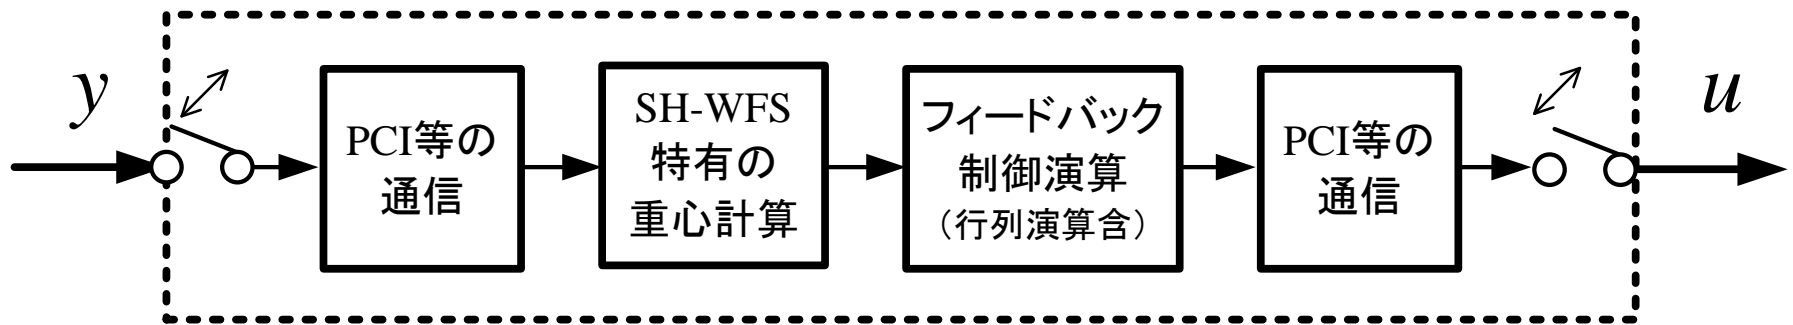 y
PCI等の
通信
SH-WFS
特有の
重心計算
フィードバック
制御演算
（行列演算含）
PCI等の
通信
u